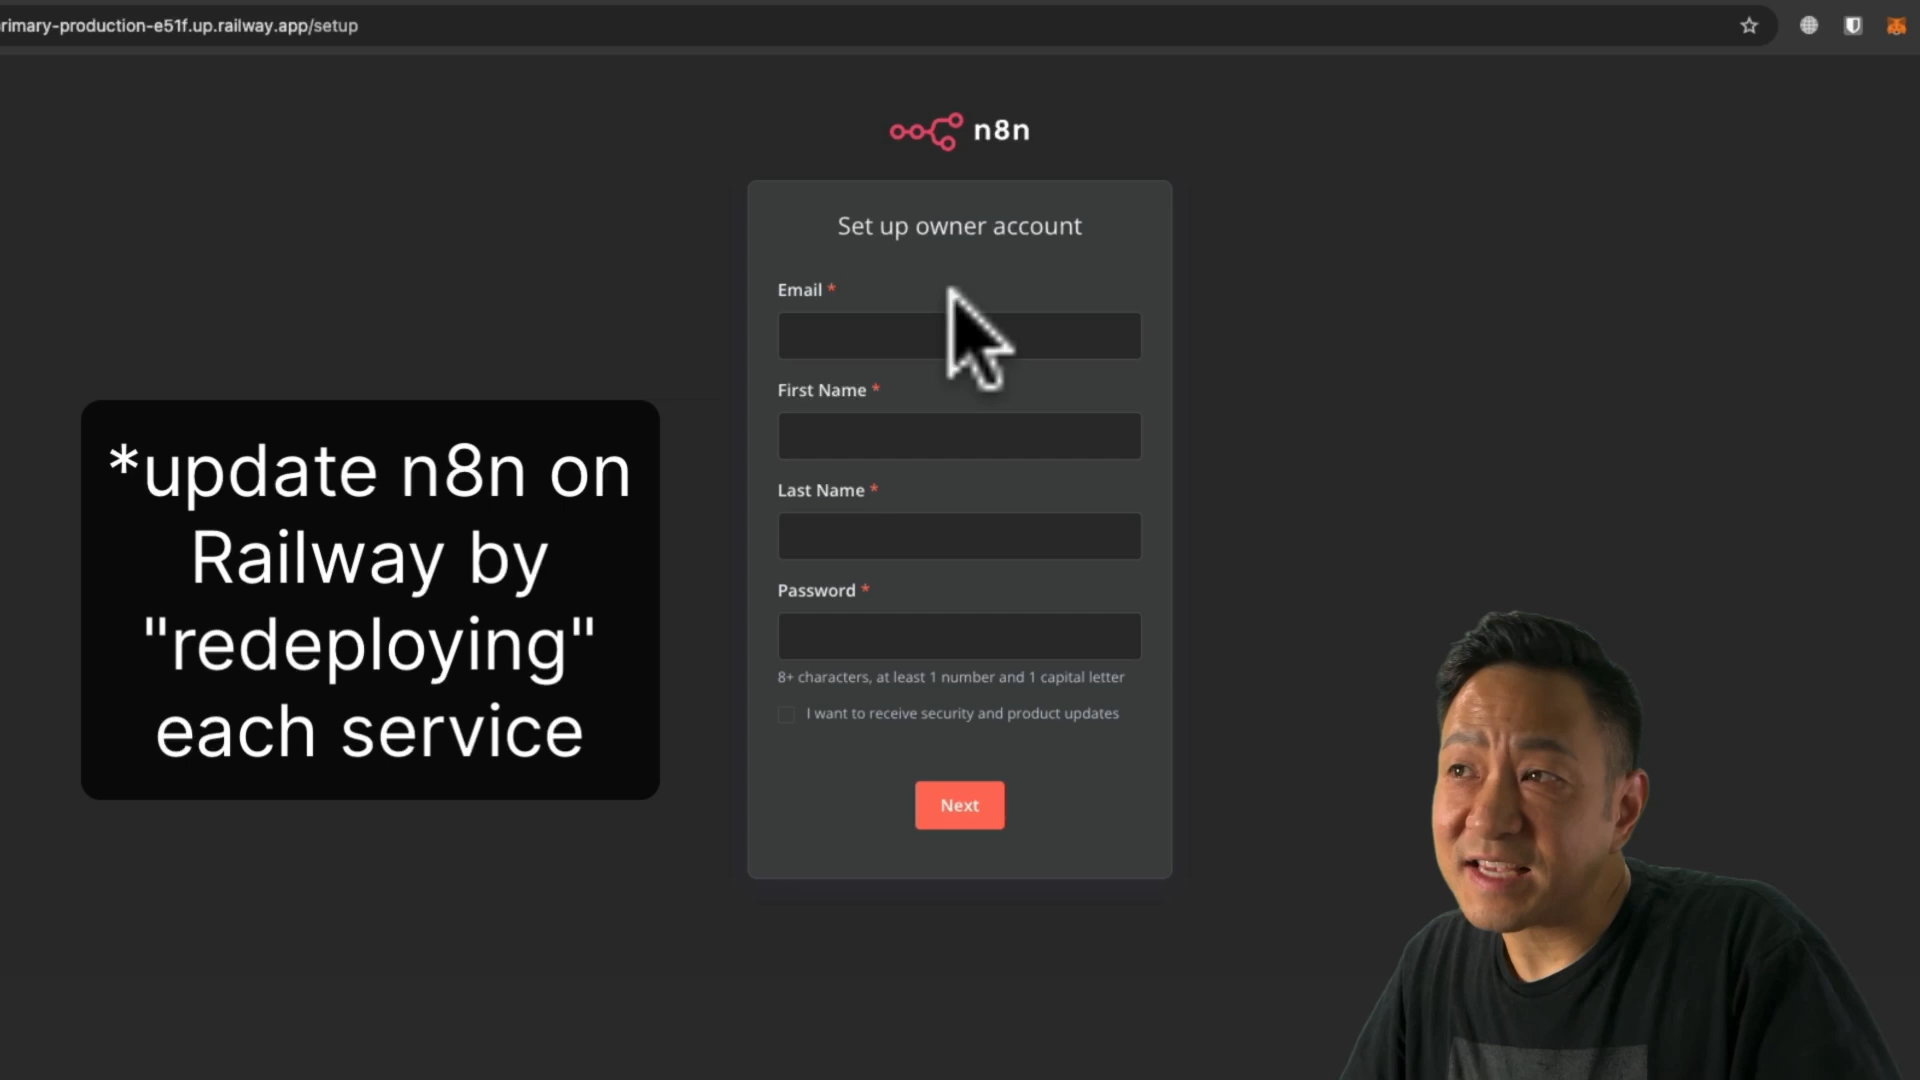 rimary-production-e51f.up.railway.app/setup
n8n
Set up owner account
Email *
First Name *
Last Name *
Password *
8+ characters, at least 1 number and 1 capital letter
I want to receive security and product updates
Next
*update n8n on
Railway by
"redeploying"
each service